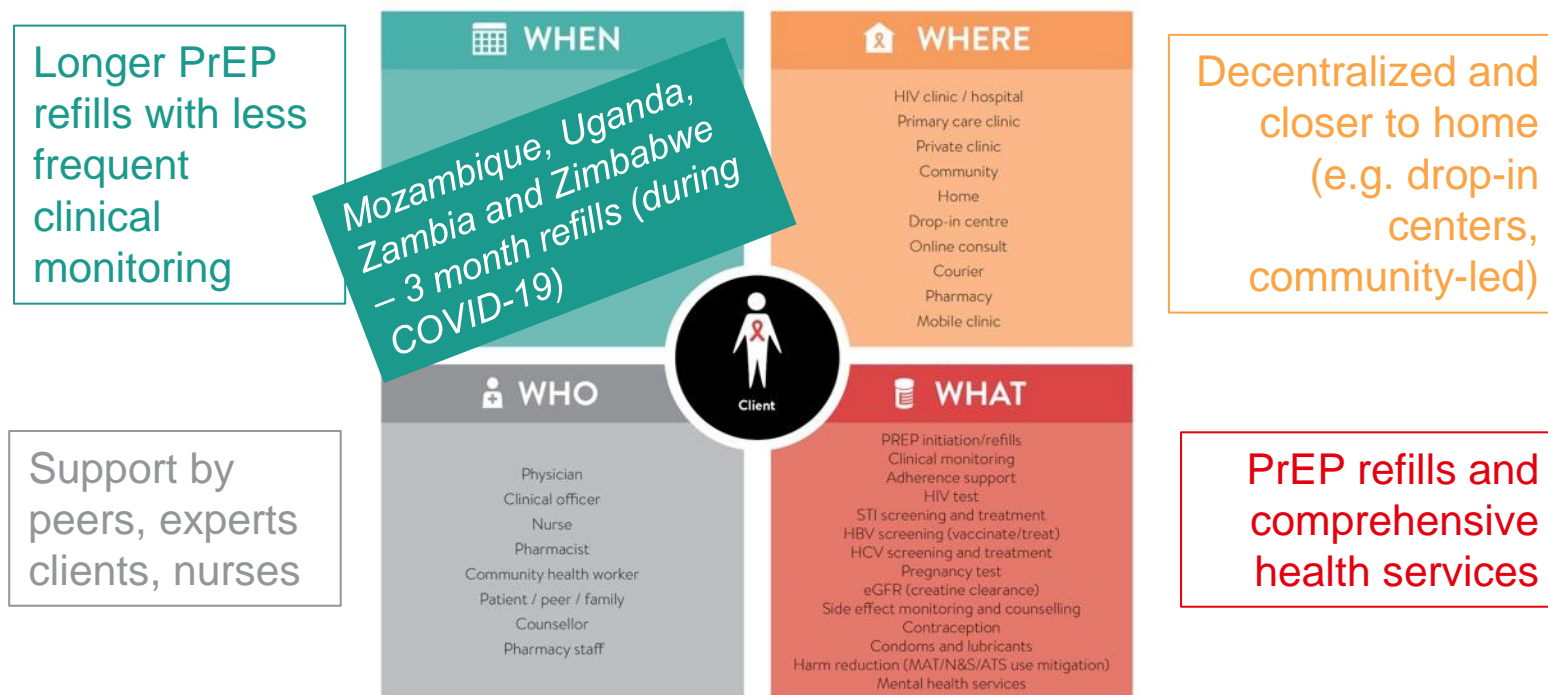 Longer PrEP
refills with less
frequent
clinical
monitoring
WHEN
Mozambique, Uganda,
Zambia and Zimbabwe
– 3 month refills (during
COVID-19)
WHERE
HIV clinic / hospital
Primary care clinic
Private clinic
Community
Home
Drop-in centre
Online consult
Courier
Pharmacy
Mobile clinic
Decentralized and
closer to home
(e.g. drop-in
centers,
community-led)
Client
Support by
peers, experts
clients, nurses
WHO
Physician
Clinical officer
Nurse
Pharmacist
Community health worker
Patient / peer / family
Counsellor
Pharmacy staff
WHAT
PREP initiation/refills
Clinical monitoring
Adherence support
HIV test
STI screening and treatment
HBV screening (vaccinate/treat)
HCV screening and treatment
Pregnancy test
eGFR (creatine clearance)
Side effect monitoring and counselling
Contraception
Condoms and lubricants
Harm reduction (MAT/N&S/ATS use mitigation)
Mental health services
PrEP refills and
comprehensive
health services